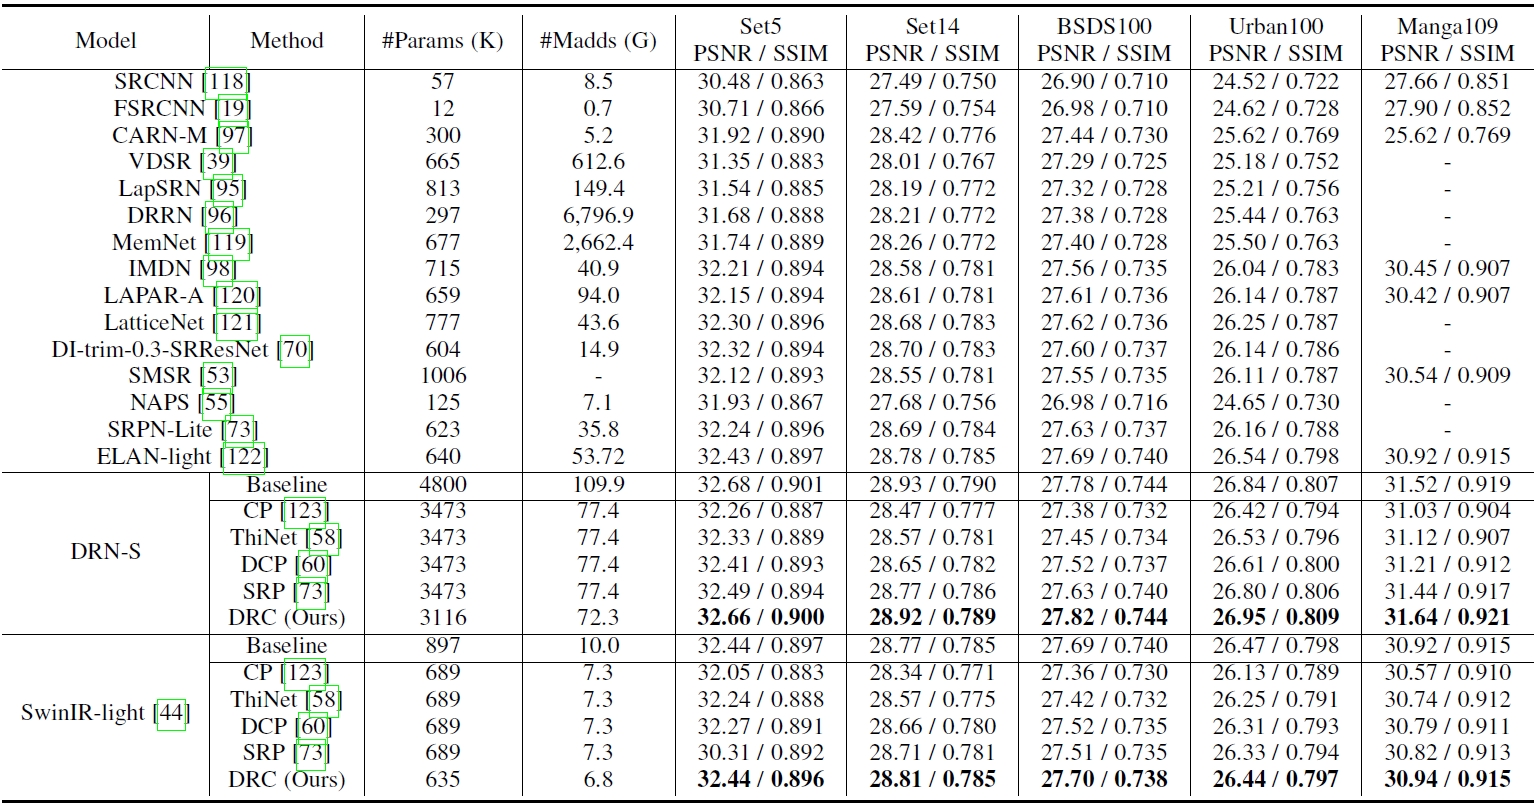 Model Method #Params (K) #Madds (G) Set5 Set14 BSDS100 Urban100 Manga109
PSNR / SSIM PSNR / SSIM PSNR / SSIM PSNR / SSIM PSNR / SSIM
SRCNN [118] 57 8.5 30.48 / 0.863 27.49 / 0.750 26.90 / 0.710 24.52 / 0.722 27.66 / 0.851
FSRCNN [19] 12 0.7 30.71 / 0.866 27.59 / 0.754 26.98 / 0.710 24.62 / 0.728 27.90 / 0.852
CARN-M [97] 300 5.2 31.92 / 0.890 28.42 / 0.776 27.44 / 0.730 25.62 / 0.769 25.62 / 0.769
VDSR [39] 665 612.6 31.35 / 0.883 28.01 / 0.767 27.29 / 0.725 25.18 / 0.752 -
LapSRN [95] 813 149.4 31.54 / 0.885 28.19 / 0.772 27.32 / 0.728 25.21 / 0.756 -
DRRN [96] 297 6,796.9 31.68 / 0.888 28.21 / 0.772 27.38 / 0.728 25.44 / 0.763 -
MemNet [119] 677 2,662.4 31.74 / 0.889 28.26 / 0.772 27.40 / 0.728 25.50 / 0.763 -
IMDN [98] 715 40.9 32.21 / 0.894 28.58 / 0.781 27.56 / 0.735 26.04 / 0.783 30.45 / 0.907
LAPAR-A [120] 659 94.0 32.15 / 0.894 28.61 / 0.781 27.61 / 0.736 26.14 / 0.787 30.42 / 0.907
LatticeNet [121] 777 43.6 32.30 / 0.896 28.68 / 0.783 27.62 / 0.736 26.25 / 0.787 -
DI-trim-0.3-SRResNet [70] 604 14.9 32.32 / 0.894 28.70 / 0.783 27.60 / 0.737 26.14 / 0.786 -
SMSR [53] 1006 - 32.12 / 0.893 28.55 / 0.781 27.55 / 0.735 26.11 / 0.787 30.54 / 0.909
NAPS [55] 125 7.1 31.93 / 0.867 27.68 / 0.756 26.98 / 0.716 24.65 / 0.730 -
SRPN-Lite [73] 623 35.8 32.24 / 0.896 28.69 / 0.784 27.63 / 0.737 26.16 / 0.788 -
ELAN-light [122] 640 53.72 32.43 / 0.897 28.78 / 0.785 27.69 / 0.740 26.54 / 0.798 30.92 / 0.915
Baseline 4800 109.9 32.68 / 0.901 28.93 / 0.790 27.78 / 0.744 26.84 / 0.807 31.52 / 0.919
CP [123] 3473 77.4 32.26 / 0.887 28.47 / 0.777 27.38 / 0.732 26.42 / 0.794 31.03 / 0.904
ThiNet [58] 3473 77.4 32.33 / 0.889 28.57 / 0.781 27.45 / 0.734 26.53 / 0.796 31.12 / 0.907
DRN-S DCP [60] 3473 77.4 32.41 / 0.893 28.65 / 0.782 27.52 / 0.737 26.61 / 0.800 31.21 / 0.912
SRP [73] 3473 77.4 32.49 / 0.894 28.77 / 0.786 27.63 / 0.740 26.80 / 0.806 31.44 / 0.917
DRC (Ours) 3116 72.3 32.66 / 0.900 28.92 / 0.789 27.82 / 0.744 26.95 / 0.809 31.64 / 0.921
Baseline 897 10.0 32.44 / 0.897 28.77 / 0.785 27.69 / 0.740 26.47 / 0.798 30.92 / 0.915
CP [123] 689 7.3 32.05 / 0.883 28.34 / 0.771 27.36 / 0.730 26.13 / 0.789 30.57 / 0.910
ThiNet [58] 689 7.3 32.24 / 0.888 28.57 / 0.775 27.42 / 0.732 26.25 / 0.791 30.74 / 0.912
SwinIR-light [44] DCP [60] 689 7.3 32.27 / 0.891 28.66 / 0.780 27.52 / 0.735 26.31 / 0.793 30.79 / 0.911
SRP [73] 689 7.3 30.31 / 0.892 28.71 / 0.781 27.51 / 0.735 26.33 / 0.794 30.82 / 0.913
DRC (Ours) 635 6.8 32.44 / 0.896 28.81 / 0.785 27.70 / 0.738 26.44 / 0.797 30.94 / 0.915